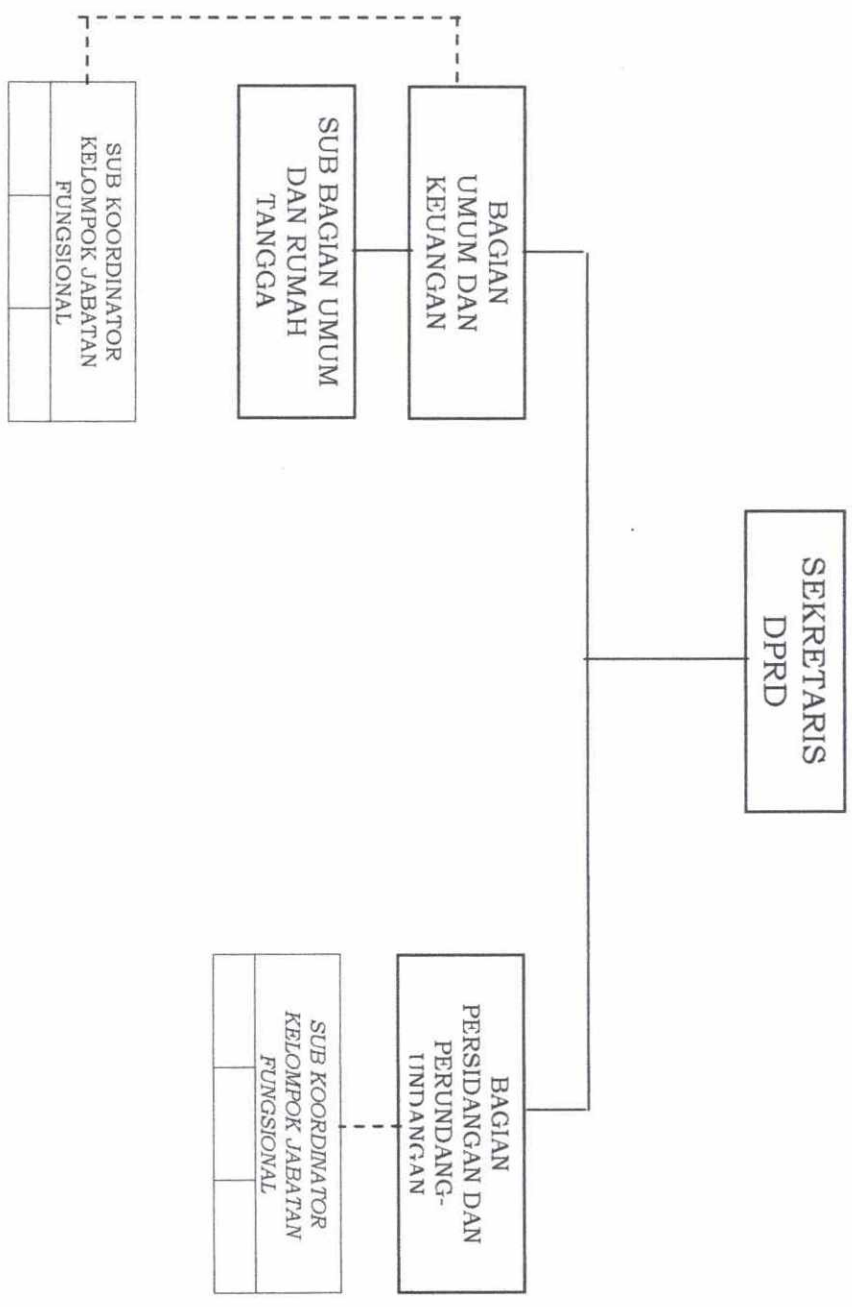 SEKRETARIS
DPRD
BAGIAN
UMUM DAN
KEUANGAN
BAGIAN
PERSIDANGAN DAN
PERUNDANG-
UNDANGAN
SUB BAGIAN UMUM
DAN RUMAH
TANGGA
SUB KOORDINATOR
KELOMPOK JABATAN
FUNGSIONAL
SUB KOORDINATOR
KELOMPOK JABATAN
FUNGSIONAL